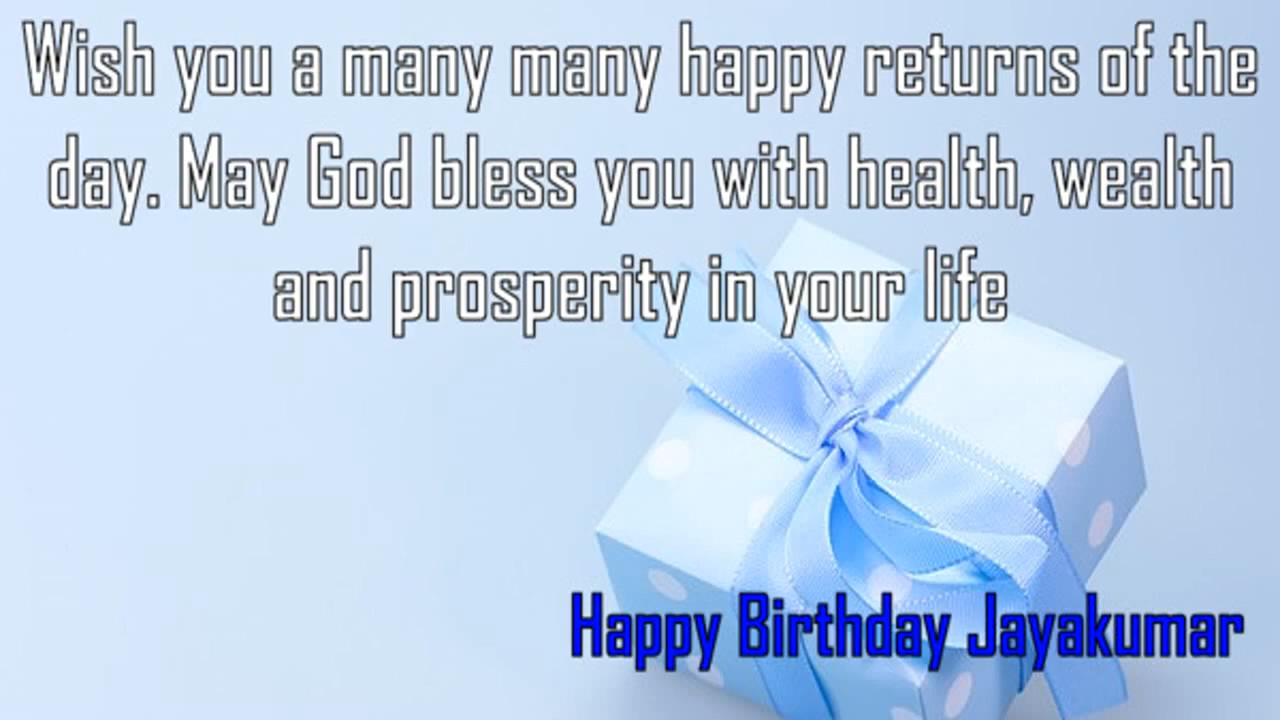 Wish you a many many happy returns of the
day. May God bless you with health, wealth
and prosperity in your life
Happy Birthday Jayakumar